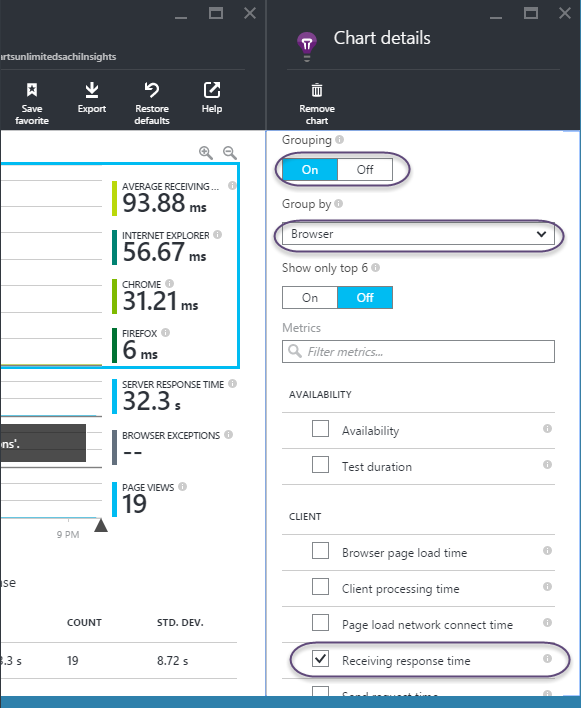 artsunlimitedsachiInsights
Save favorite
Export
Restore defaults
Help
AVERAGE RECEIVING ...
93.88 ms
INTERNET EXPLORER
56.67 ms
CHROME
31.21 ms
FIREFOX
6 ms
SERVER RESPONSE TIME
32.3 s
ns'.
BROWSER EXCEPTIONS
--
PAGE VIEWS
19
9 PM
se
COUNT
STD. DEV.
3.3 s
19
8.72 s
Chart details
Remove chart
Grouping
On
Off
Group by
Browser
Show only top 6
On
Off
Metrics
Filter metrics...
AVAILABILITY
Availability
Test duration
CLIENT
Browser page load time
Client processing time
Page load network connect time
Receiving response time
Send request time